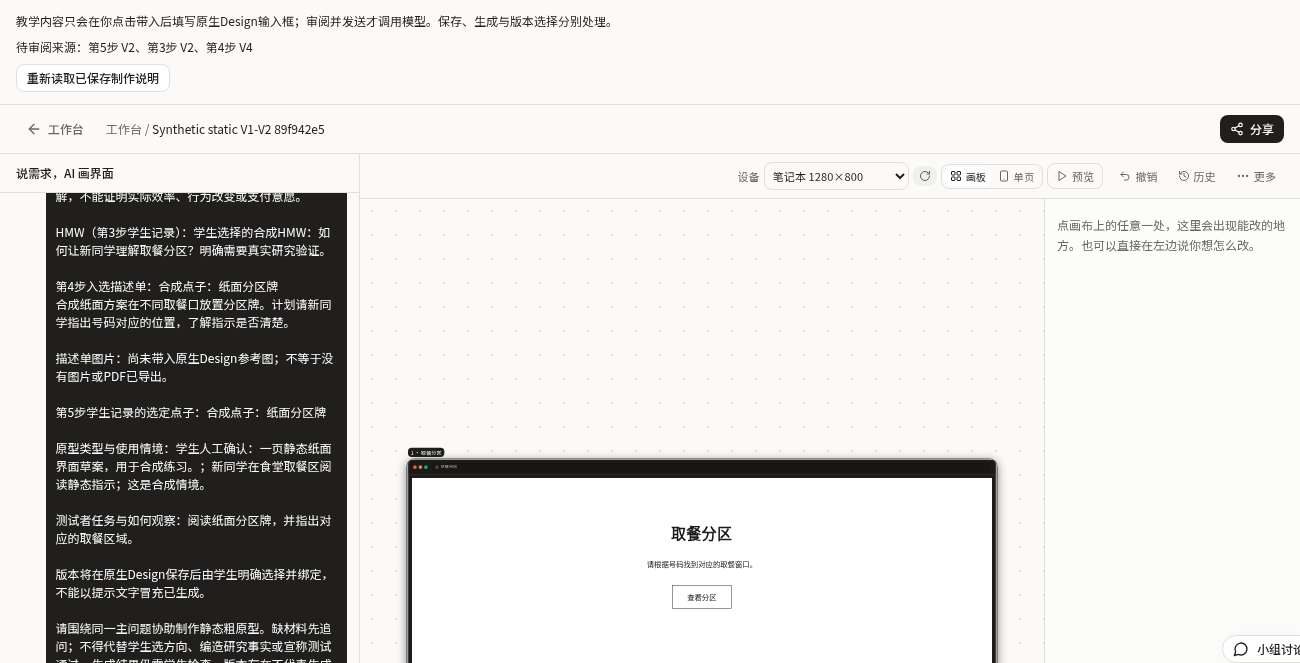 教学内容只会在你点击带入后填写原生Design输入框；审阅并发送才调用模型。保存、生成与版本选择分别处理。
待审阅来源：第5步 V2、第3步 V2、第4步 V4
重新读取已保存制作说明
工作台
工作台 / Synthetic static V1-V2 89f942e5
分享
说需求，AI 画界面
设备
笔记本 1280×800
画板
单页
预览
撤销
历史
更多
解，不能证明实际效率、行为改变或支付意愿。
HMW（第3步学生记录）：学生选择的合成HMW：如
何让新同学理解取餐分区？明确需要真实研究验证。
第4步入选描述单：合成点子：纸面分区牌
合成纸面方案在不同取餐口放置分区牌。计划请新同
学指出号码对应的位置，了解指示是否清楚。
描述单图片：尚未带入原生Design参考图；不等于没
有图片或PDF已导出。
第5步学生记录的选定点子：合成点子：纸面分区牌
原型类型与使用情境：学生人工确认：一页静态纸面
界面草案，用于合成练习。；新同学在食堂取餐区阅
读静态指示；这是合成情境。
测试者任务与如何观察：阅读纸面分区牌，并指出对
应的取餐区域。
版本将在原生Design保存后由学生明确选择并绑定，
不能以提示文字冒充已生成。
请围绕同一主问题协助制作静态粗原型。缺材料先追
问；不得代替学生选方向、编造研究事实或宣称测试
1 · 取餐分区
取餐分区
取餐分区
请根据号码找到对应的取餐窗口。
查看分区
点画布上的任意一处，这里会出现能改的地
方。也可以直接在左边说你想怎么改。
小组讨论